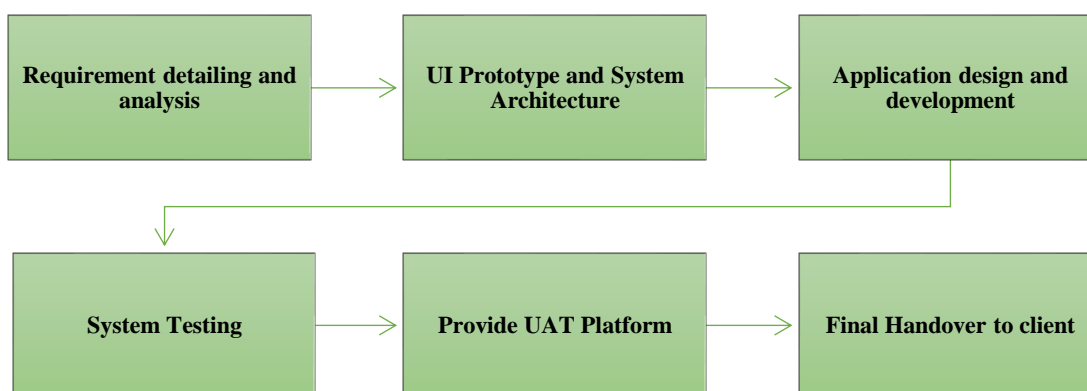 Requirement detailing and
analysis
UI Prototype and System
Architecture
Application design and
development
System Testing
Provide UAT Platform
Final Handover to client